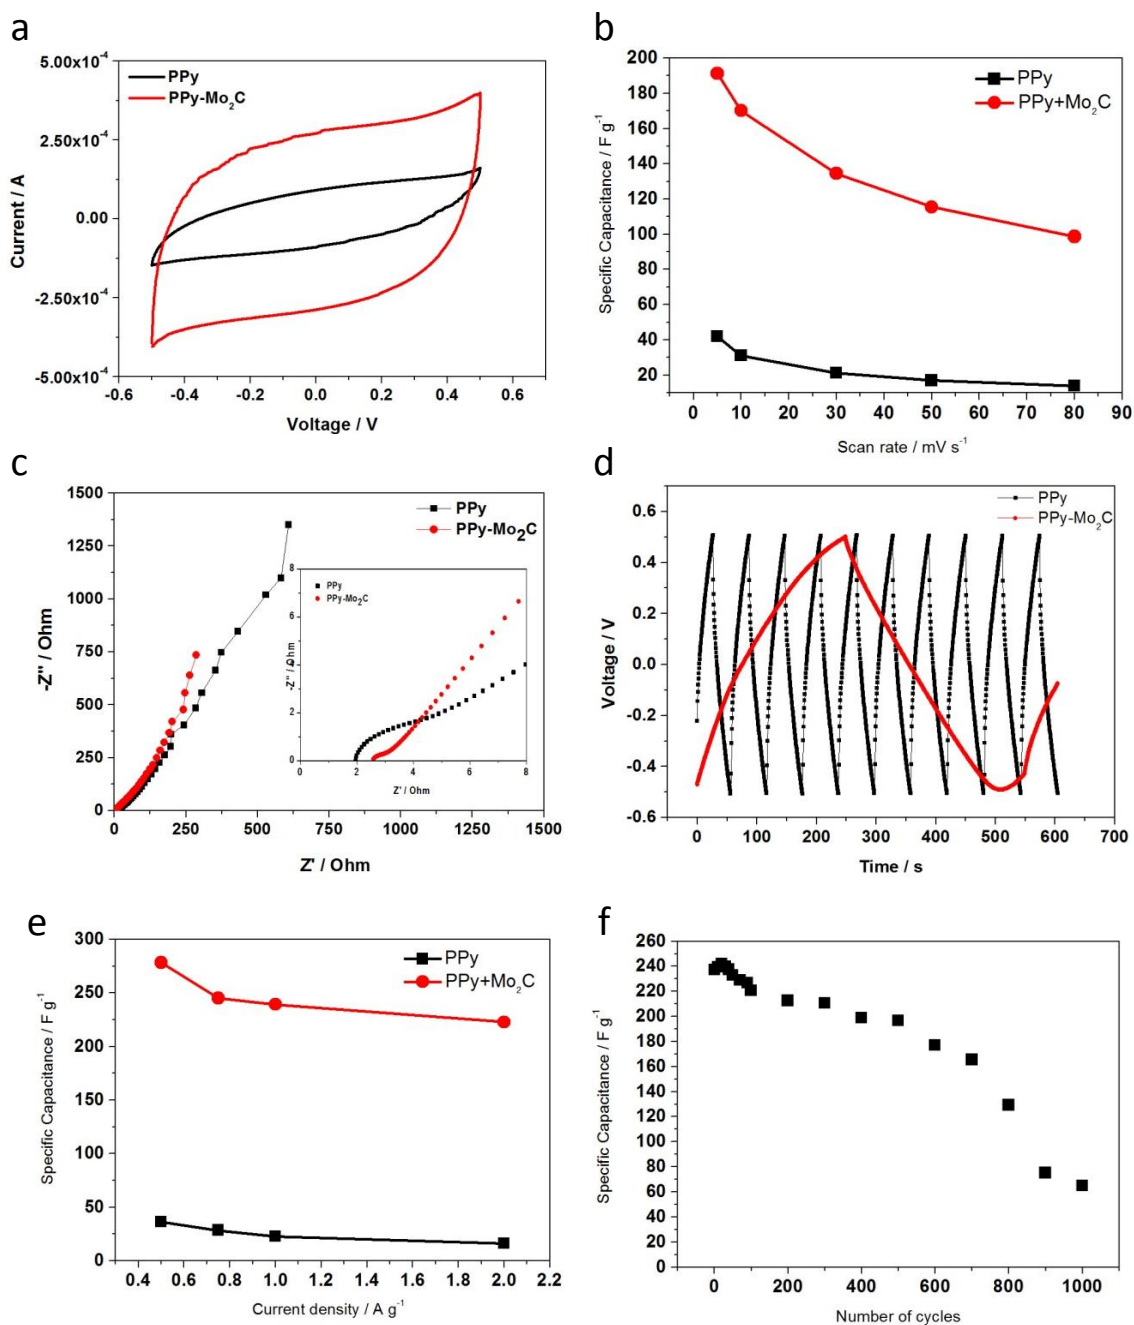 a
5.00x10⁻⁴
2.50x10⁻⁴
0.00
-2.50x10⁻⁴
-5.00x10⁻⁴
Current / A
PPy
PPy-Mo₂C
-0.6 -0.4 -0.2 0.0 0.2 0.4 0.6
Voltage / V
b
200
180
160
140
120
100
80
60
40
20
Specific Capacitance / F g⁻¹
PPy
PPy+Mo₂C
0 10 20 30 40 50 60 70 80 90
Scan rate / mV s⁻¹
c
1500
1250
1000
750
500
250
0
-Z'' / Ohm
PPy
PPy-Mo₂C
8
6
4
2
0
Z'' / Ohm
PPy
PPy-Mo₂C
0 2 4 6 8
Z' / Ohm
0 250 500 750 1000 1250 1500
Z' / Ohm
d
0.6
0.4
0.2
0.0
-0.2
-0.4
-0.6
Voltage / V
PPy
PPy-Mo₂C
0 100 200 300 400 500 600 700
Time / s
e
300
250
200
150
100
50
0
Specific Capacitance / F g⁻¹
PPy
PPy+Mo₂C
0.4 0.6 0.8 1.0 1.2 1.4 1.6 1.8 2.0 2.2
Current density / A g⁻¹
f
260
240
220
200
180
160
140
120
100
80
60
40
20
0
Specific Capacitance / F g⁻¹
0 200 400 600 800 1000
Number of cycles